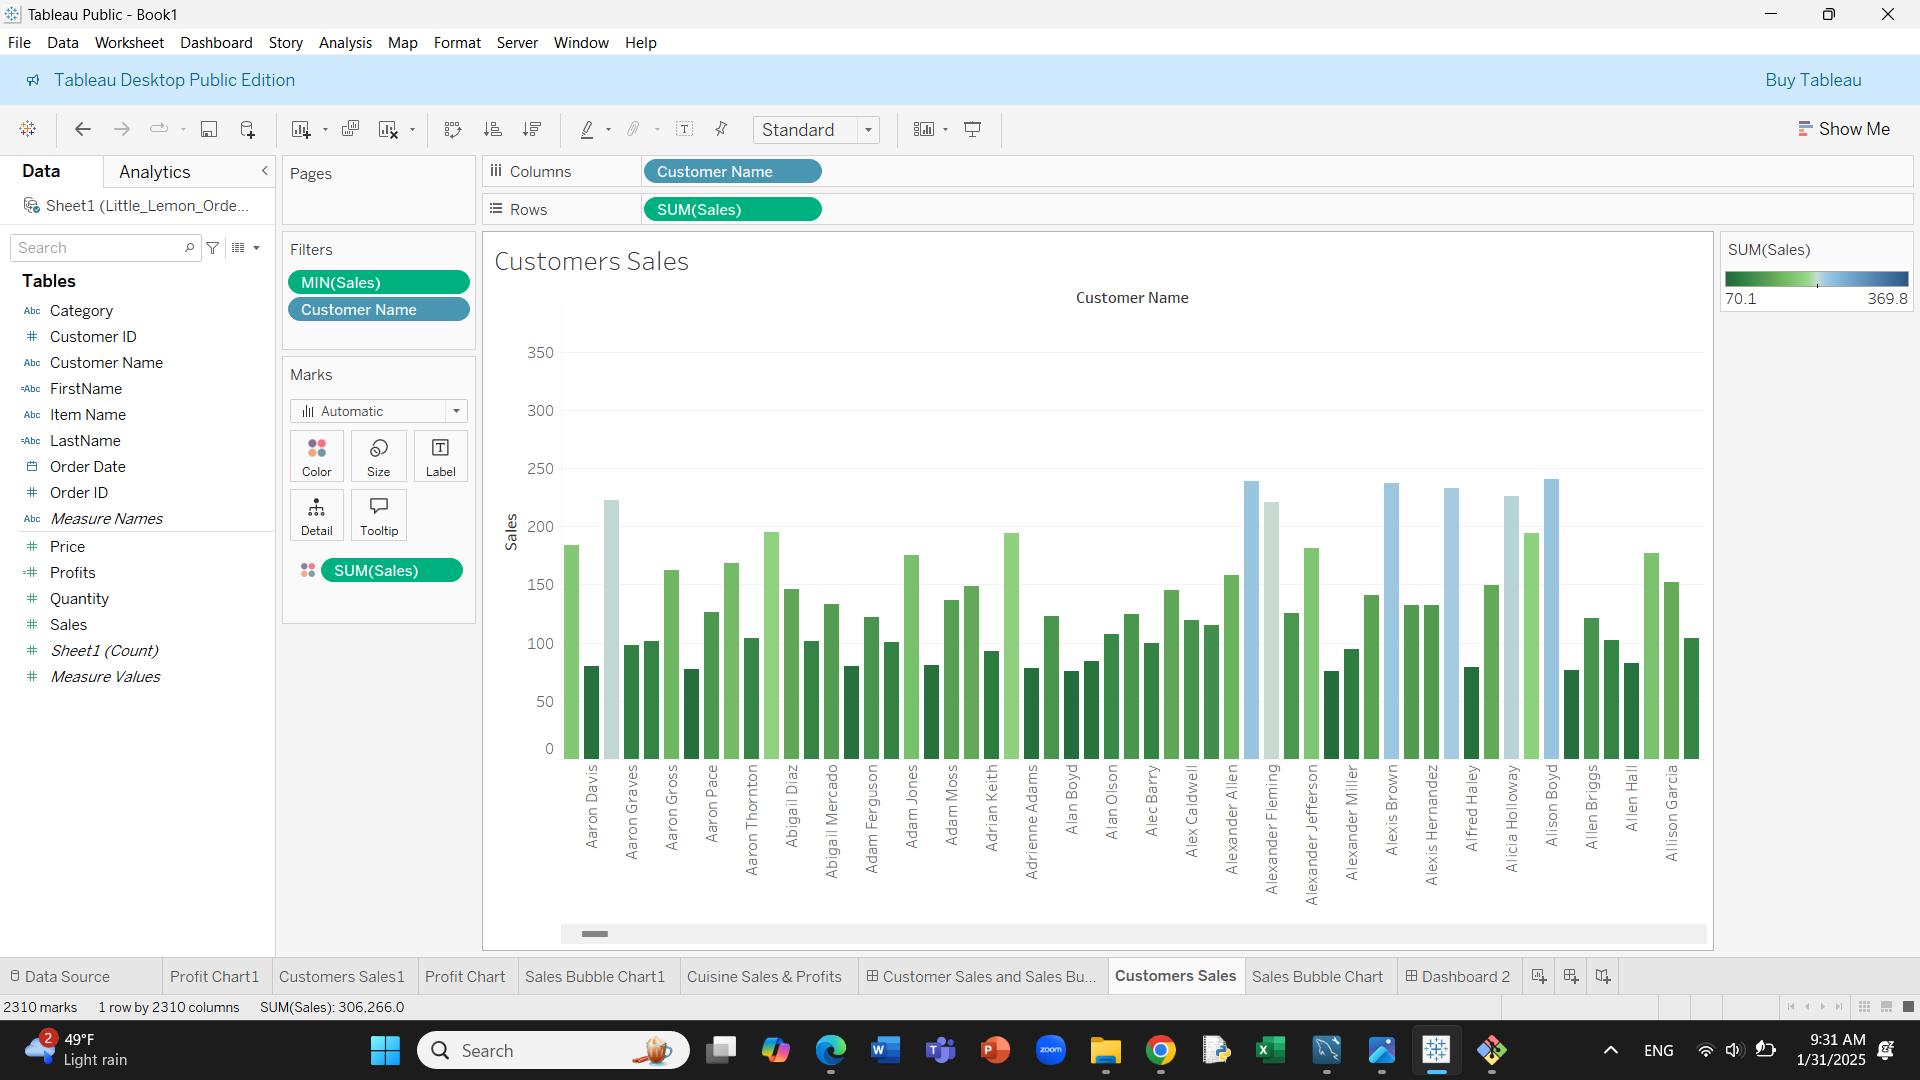 Tableau Public - Book1
File Data Worksheet Dashboard Story Analysis Map Format Server Window Help
Tableau Desktop Public Edition
Buy Tableau
Standard
Show Me
Data
Analytics
Sheet1 (Little_Lemon_Orde...
Search
Tables
Abc Category
Customer ID
Abc Customer Name
=Abc FirstName
Abc Item Name
=Abc LastName
Order Date
Order ID
Abc Measure Names
Price
Profits
Quantity
Sales
Sheet1 (Count)
Measure Values
Pages
Filters
MIN(Sales)
Customer Name
Marks
Automatic
Color
Size
Label
Detail
Tooltip
SUM(Sales)
Columns
Customer Name
Rows
SUM(Sales)
Customers Sales
Customer Name
Sales
350
300
250
200
150
100
50
0
Aaron Davis
Aaron Graves
Aaron Gross
Aaron Pace
Aaron Thornton
Abigail Diaz
Abigail Mercado
Adam Ferguson
Adam Jones
Adam Moss
Adrian Keith
Adrienne Adams
Alan Boyd
Alan Olson
Alec Barry
Alex Caldwell
Alexander Allen
Alexander Fleming
Alexander Jefferson
Alexander Miller
Alexis Brown
Alexis Hernandez
Alfred Haley
Alicia Holloway
Alison Boyd
Allen Briggs
Allen Hall
Allison Garcia
SUM(Sales)
70.1 369.8
Data Source
Profit Chart1
Customers Sales1
Profit Chart
Sales Bubble Chart1
Cuisine Sales & Profits
Customer Sales and Sales Bu...
Customers Sales
Sales Bubble Chart
Dashboard 2
2310 marks 1 row by 2310 columns SUM(Sales): 306,266.0
2
49°F
Light rain
Search
zoom
ENG
9:31 AM
1/31/2025